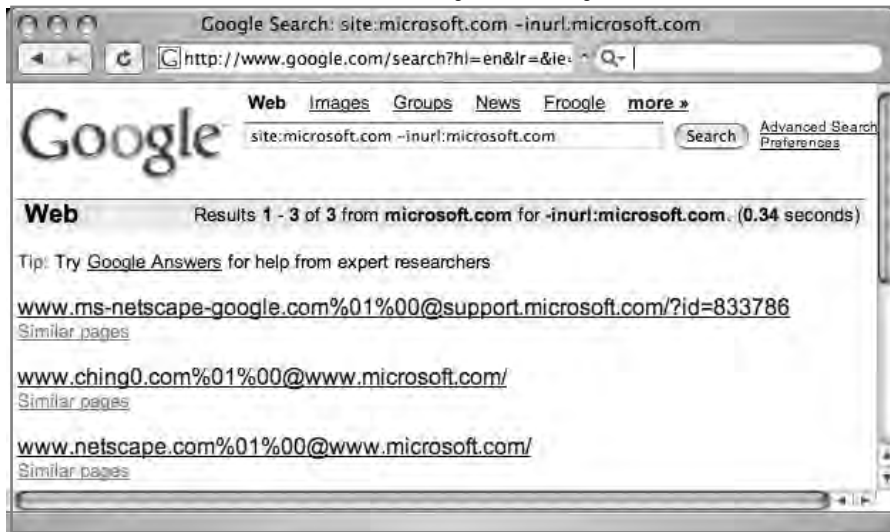 Google Search: site:microsoft.com -inurl:microsoft.com
G http://www.google.com/search?hl=en&lr=&ie
Web Images Groups News Froogle more »
Google
site:microsoft.com -inurl:microsoft.com
Search
Advanced Search
Preferences
Web Results 1 - 3 of 3 from microsoft.com for -inurl:microsoft.com. (0.34 seconds)
Tip: Try Google Answers for help from expert researchers
www.ms-netscape-google.com%01%00@support.microsoft.com/?id=833786
Similar pages
www.ching0.com%01%00@www.microsoft.com/
Similar pages
www.netscape.com%01%00@www.microsoft.com/
Similar pages